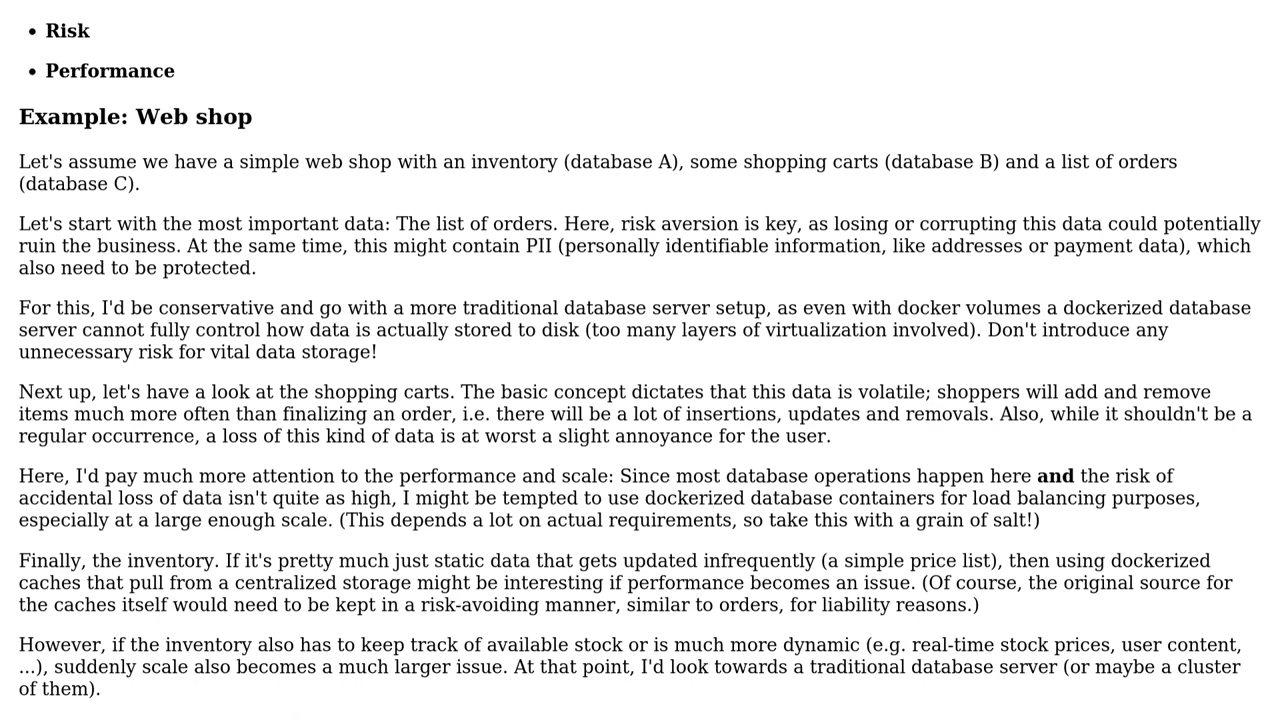 • Risk
• Performance
Example: Web shop
Let's assume we have a simple web shop with an inventory (database A), some shopping carts (database B) and a list of orders
(database C).
Let's start with the most important data: The list of orders. Here, risk aversion is key, as losing or corrupting this data could potentially
ruin the business. At the same time, this might contain PII (personally identifiable information, like addresses or payment data), which
also need to be protected.
For this, I'd be conservative and go with a more traditional database server setup, as even with docker volumes a dockerized database
server cannot fully control how data is actually stored to disk (too many layers of virtualization involved). Don't introduce any
unnecessary risk for vital data storage!
Next up, let's have a look at the shopping carts. The basic concept dictates that this data is volatile; shoppers will add and remove
items much more often than finalizing an order, i.e. there will be a lot of insertions, updates and removals. Also, while it shouldn't be a
regular occurrence, a loss of this kind of data is at worst a slight annoyance for the user.
Here, I'd pay much more attention to the performance and scale: Since most database operations happen here and the risk of
accidental loss of data isn't quite as high, I might be tempted to use dockerized database containers for load balancing purposes,
especially at a large enough scale. (This depends a lot on actual requirements, so take this with a grain of salt!)
Finally, the inventory. If it's pretty much just static data that gets updated infrequently (a simple price list), then using dockerized
caches that pull from a centralized storage might be interesting if performance becomes an issue. (Of course, the original source for
the caches itself would need to be kept in a risk-avoiding manner, similar to orders, for liability reasons.)
However, if the inventory also has to keep track of available stock or is much more dynamic (e.g. real-time stock prices, user content,
...), suddenly scale also becomes a much larger issue. At that point, I'd look towards a traditional database server (or maybe a cluster
of them).